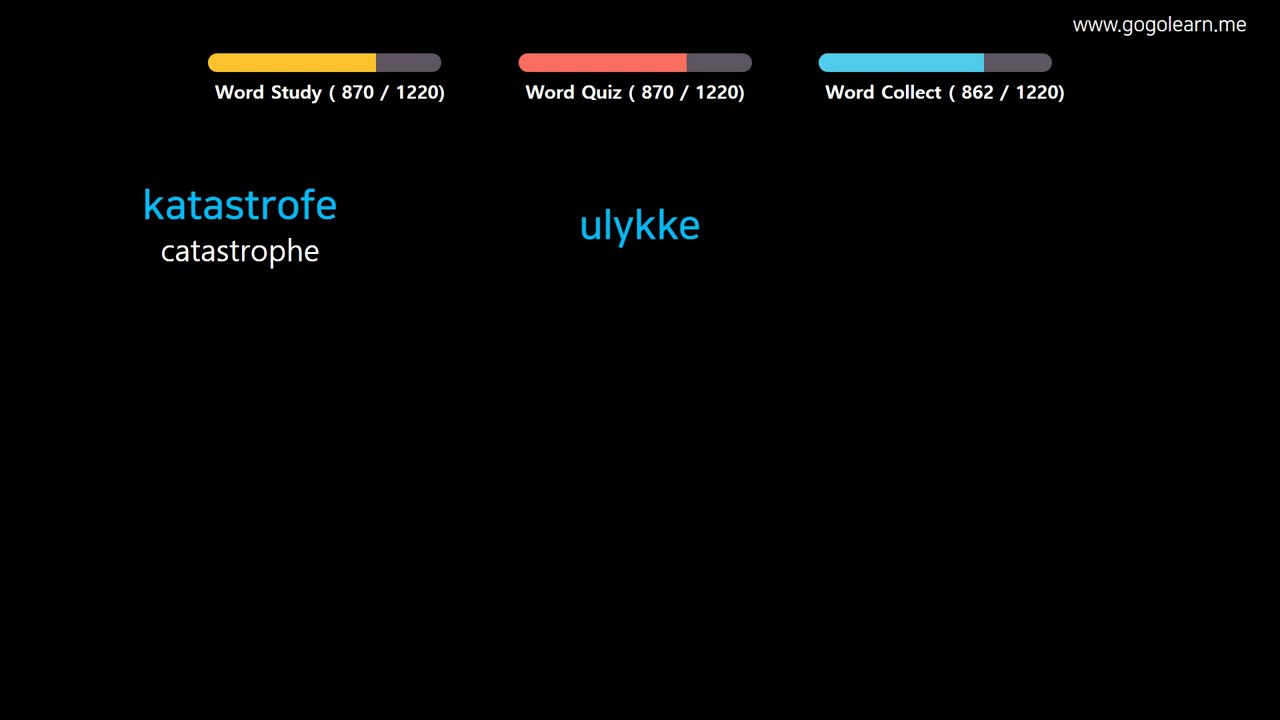 www.gogolearn.me
Word Study ( 870 / 1220)
Word Quiz ( 870 / 1220)
Word Collect ( 862 / 1220)
katastrofe
catastrophe
ulykke